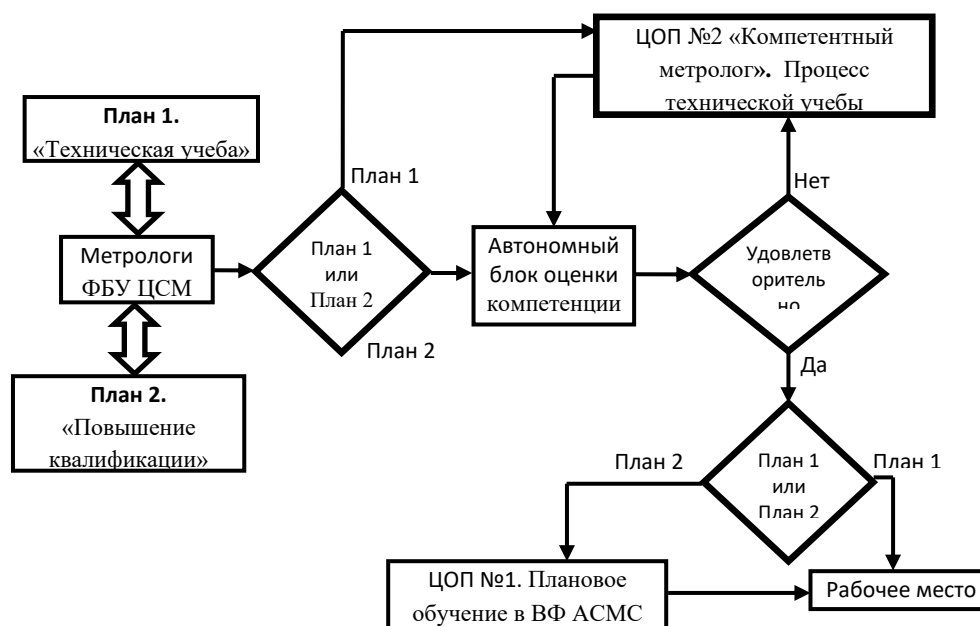 ЦОП №2 «Компетентный
метролог». Процесс
технической учебы
План 1.
«Техническая учеба»
План 1
Нет
Метрологи
ФБУ ЦСМ
План 1
или
План 2
Автономный
блок оценки
компетенции
Удовлетв
оритель
но
План 2
Да
План 2.
«Повышение
квалификации»
План 2
План 1
или
План 2
План 1
ЦОП №1. Плановое
обучение в ВФ АСМС
Рабочее место